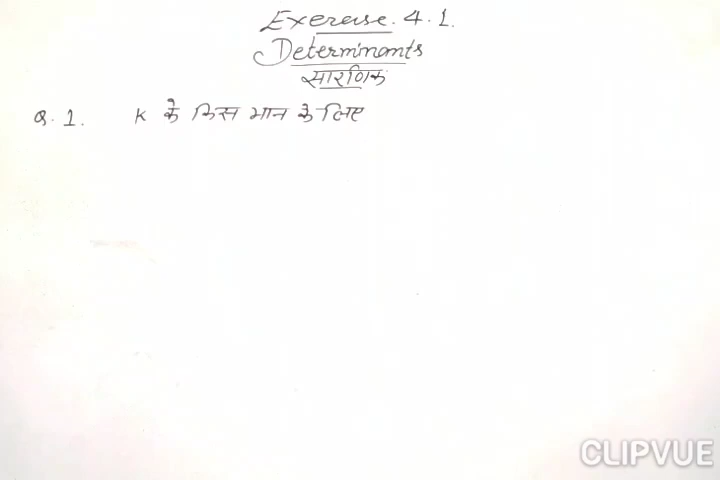 Exercise. 4.1.
Determinants
सारणिक
Q.1. K के किस मान के लिए
CLIPVUE